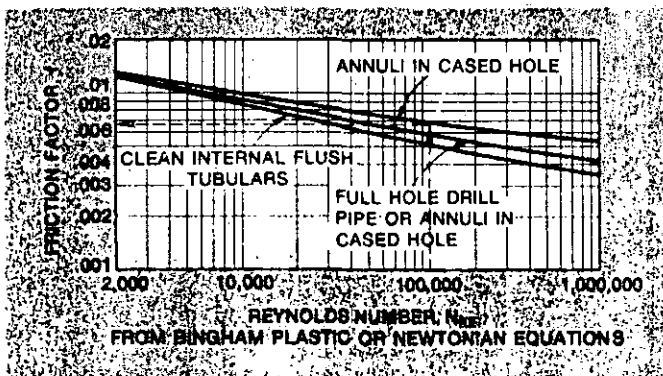 .02
.01
.008
.006
.004
.003
.002
.001
FRICTION FACTOR f
ANNULI IN CASED HOLE
CLEAN INTERNAL FLUSH
TUBULARS
FULL HOLE DRILL
PIPE OR ANNULI IN
CASED HOLE
2,000
10,000
100,000
1,000,000
REYNOLDS NUMBER, N
FROM BINGHAM PLASTIC OR NEWTONIAN EQUATIONS